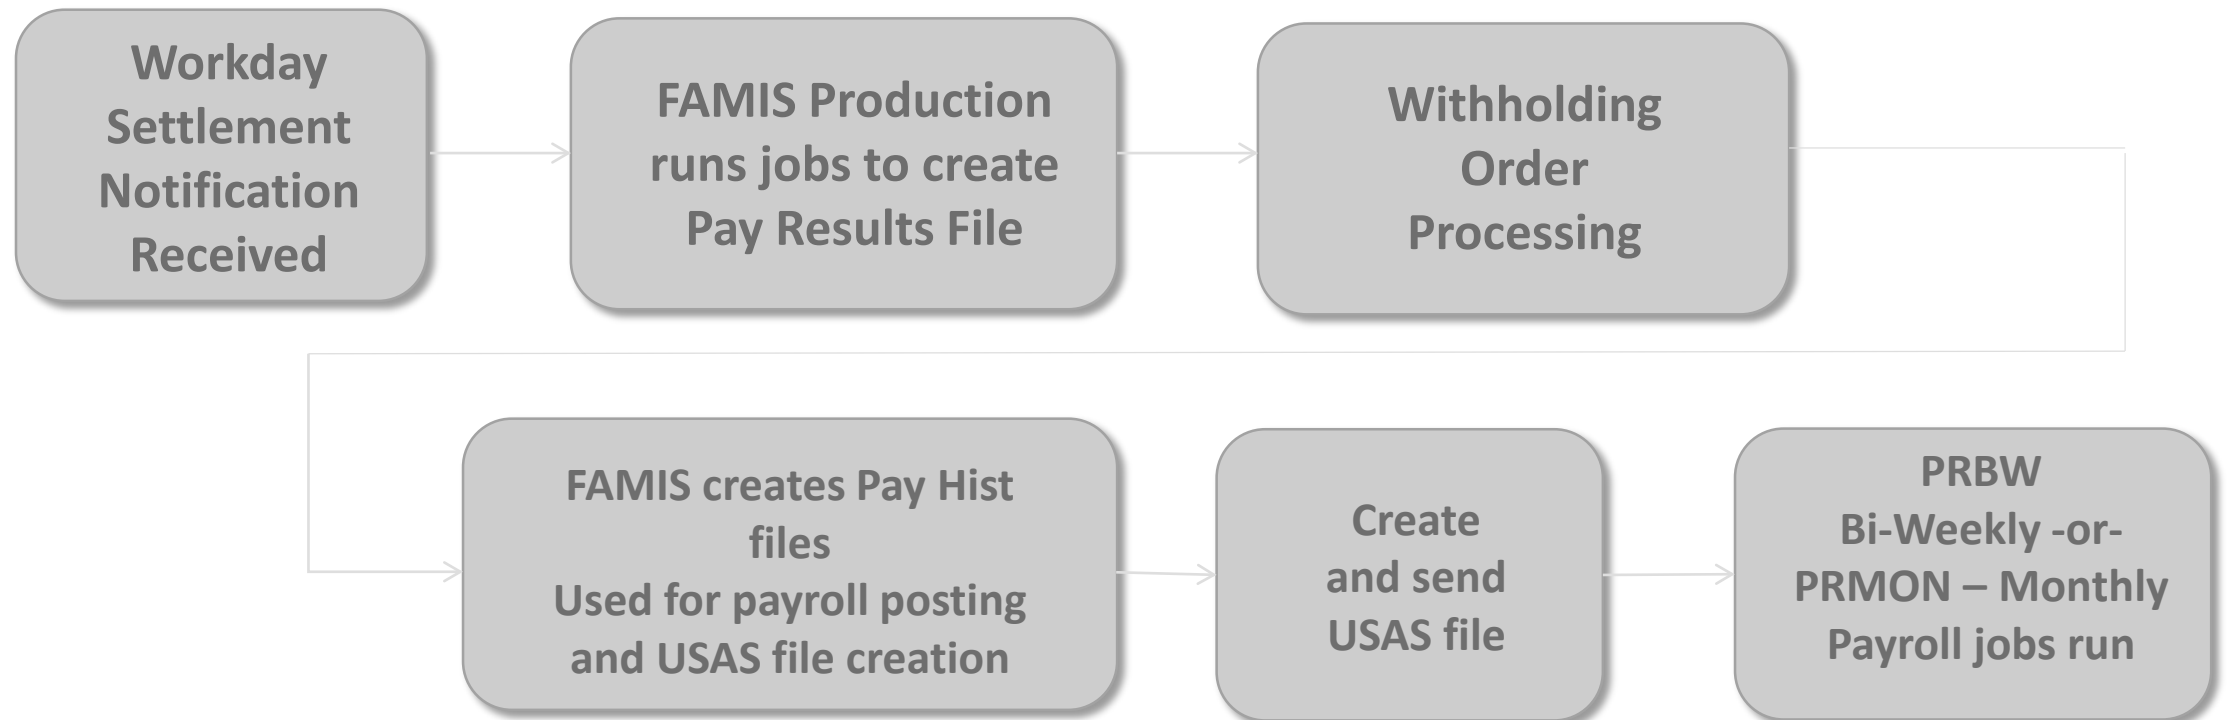 Workday
Settlement
Notification
Received
FAMIS Production
runs jobs to create
Pay Results File
Withholding
Order
Processing
FAMIS creates Pay Hist
files
Used for payroll posting
and USAS file creation
Create
and send
USAS file
PRBW
Bi-Weekly -or-
PRMON – Monthly
Payroll jobs run